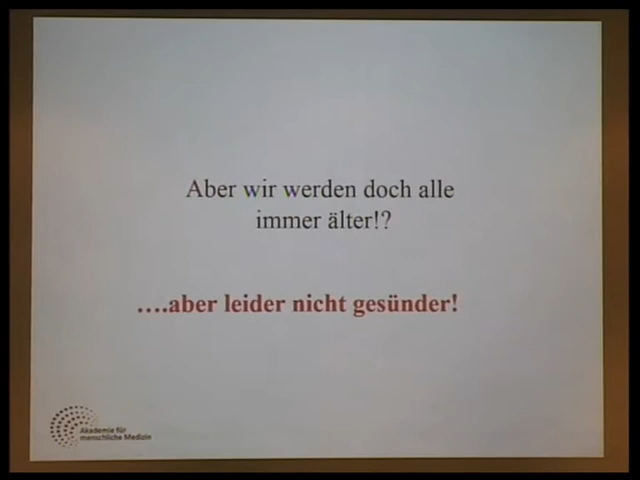 Aber wir werden doch alle
immer älter!?
....aber leider nicht gesünder!
Akademie für
menschliche Medizin